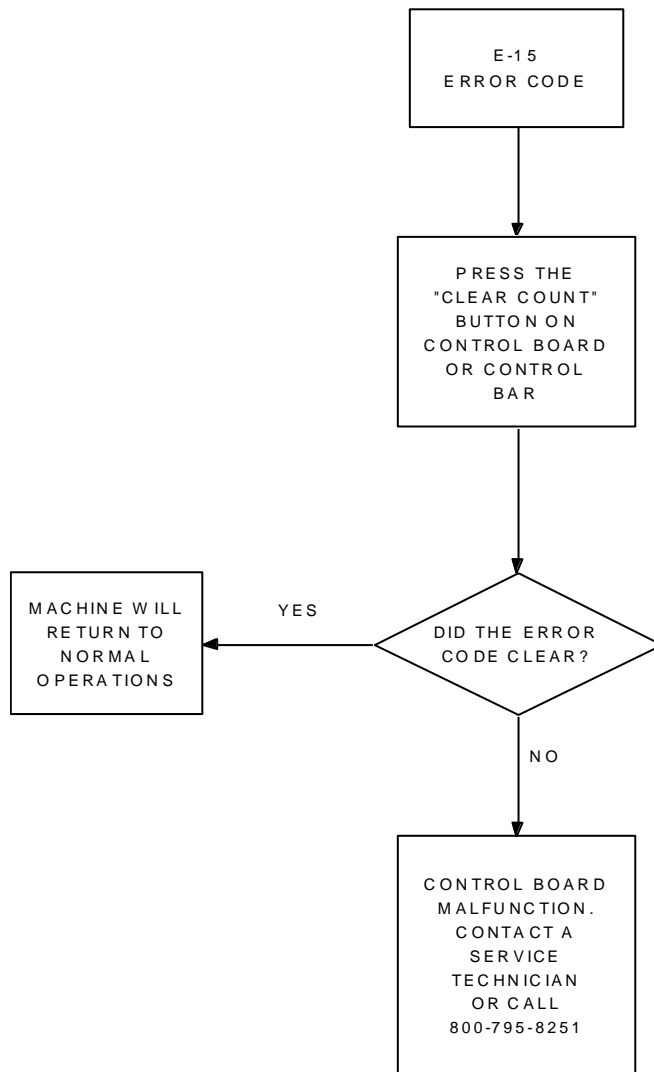 E-15
ERROR CODE
PRESS THE
"CLEAR COUNT"
BUTTON ON
CONTROL BOARD
OR CONTROL
BAR
DID THE ERROR
CODE CLEAR?
YES
MACHINE WILL
RETURN TO
NORMAL
OPERATIONS
NO
CONTROL BOARD
MALFUNCTION.
CONTACT A
SERVICE
TECHNICIAN
OR CALL
800-795-8251